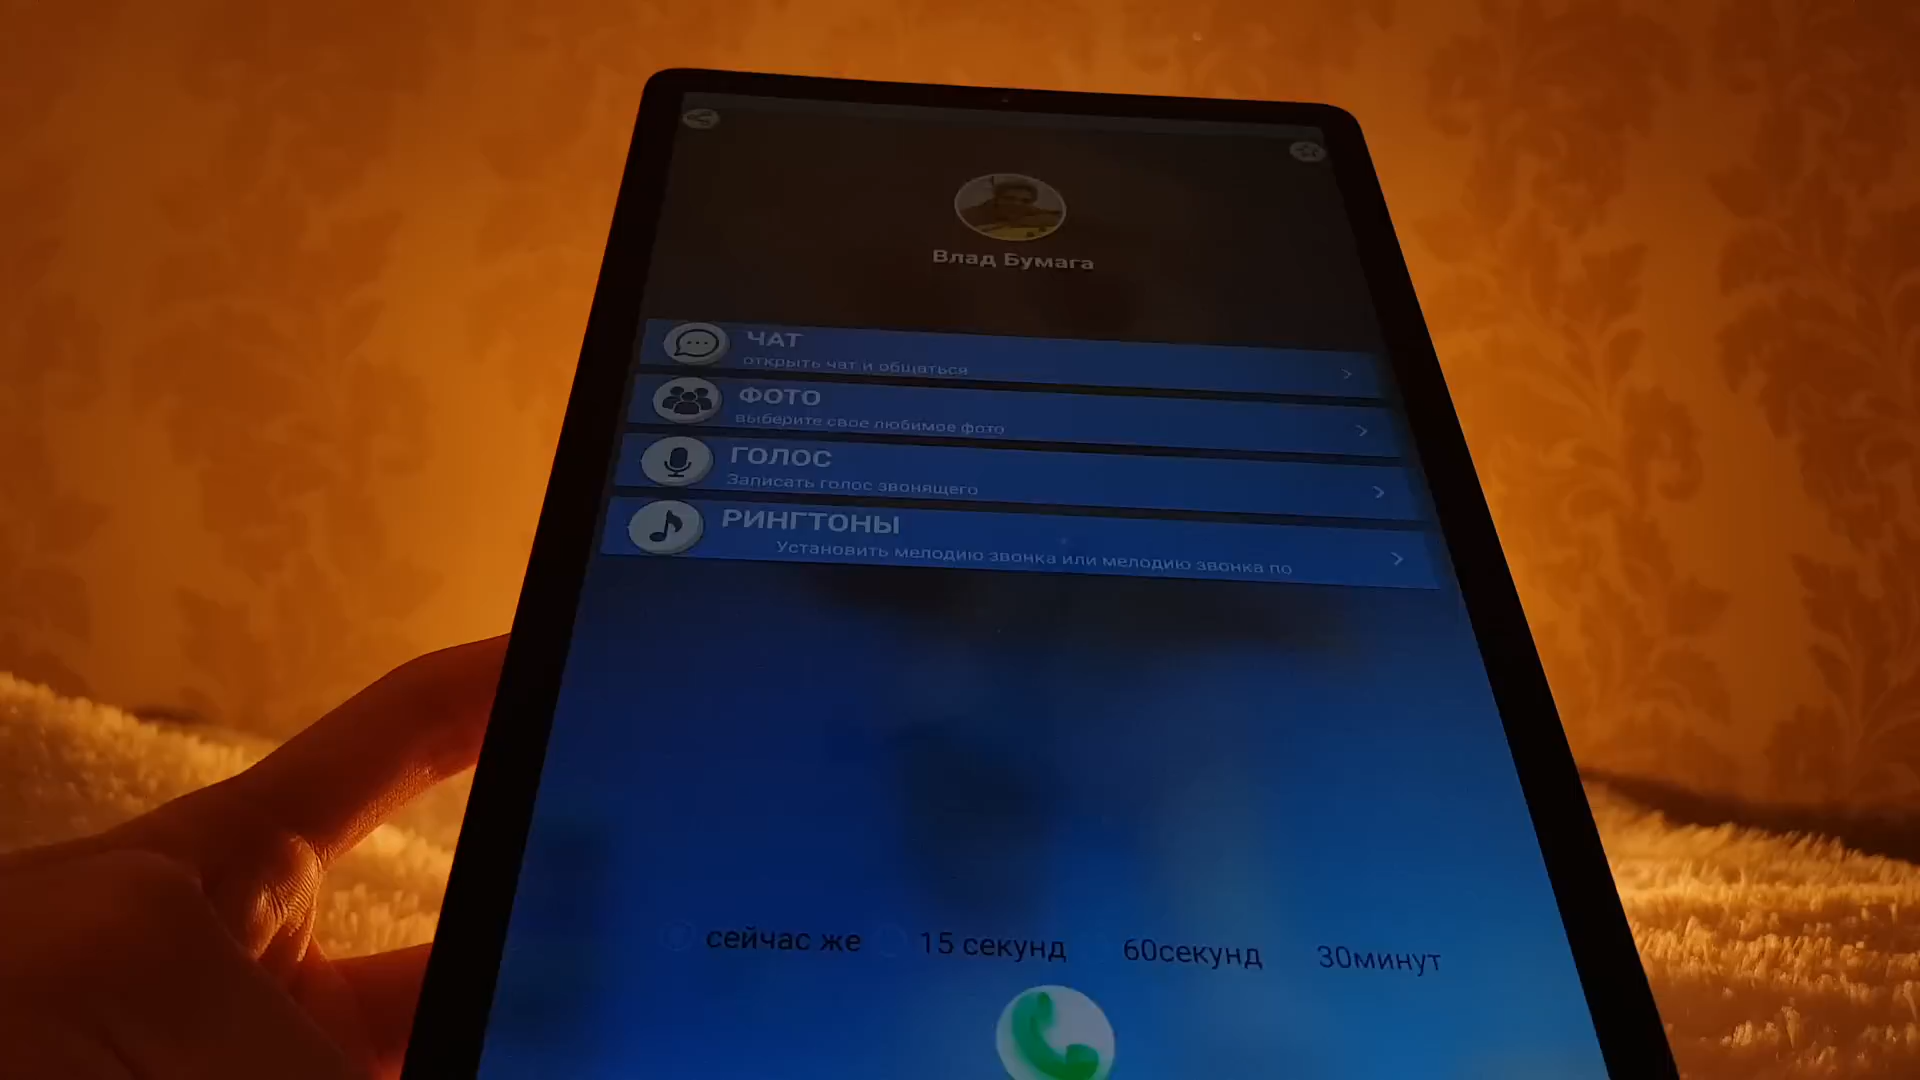 Влад Бумага
ЧАТ
открыть чат и общаться
ФОТО
выберите свое любимое фото
ГОЛОС
Записать голос звонящего
РИНГТОНЫ
Установить мелодию звонка или мелодию звонка по
сейчас же 15 секунд 60секунд 30минут